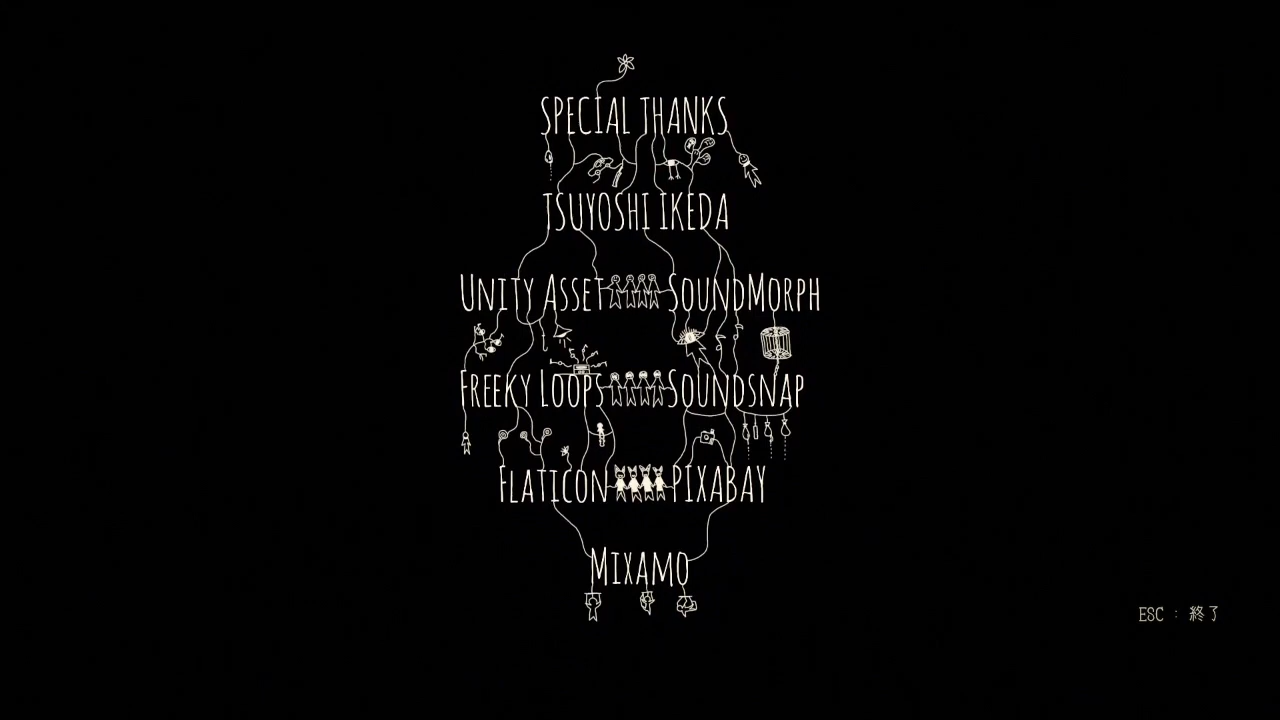 SPECIAL THANKS
TSUYOSHI IKEDA
UNITY ASSET SOUNDMORPH
FREEKY LOOPS SOUNDSNAP
FLATICON PIXABAY
MIXAMO
ESC : 終了